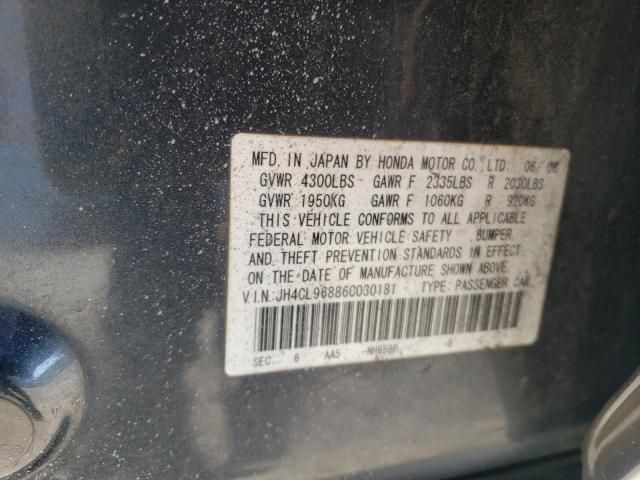 MFD. IN JAPAN BY HONDA MOTOR CO., LTD. 06/06
GVWR 4300LBS GAWR F 2335LBS R 2030LBS
GVWR 1950KG GAWR F 1060KG R 920KG
THIS VEHICLE CONFORMS TO ALL APPLICABLE
FEDERAL MOTOR VEHICLE SAFETY, BUMPER,
AND THEFT PREVENTION STANDARDS IN EFFECT
ON THE DATE OF MANUFACTURE SHOWN ABOVE.
V.I.N:JH4CL96886C030181 TYPE: PASSENGER CAR
SEC. 6 AA5 NH658P